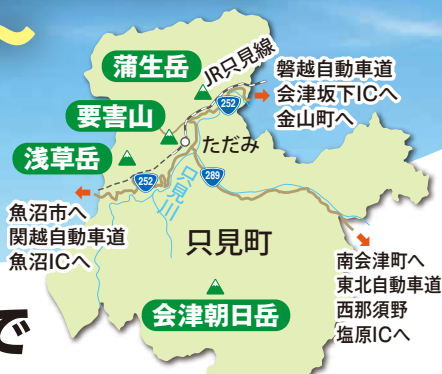 蒲生岳
JR只見線
磐越自動車道
会津坂下ICへ
金山町へ
252
要害山
ただみ
浅草岳
252
289
只見川
魚沼市へ
関越自動車道
魚沼ICへ
只見町
南会津町へ
東北自動車道
西那須野
塩原ICへ
会津朝日岳
で